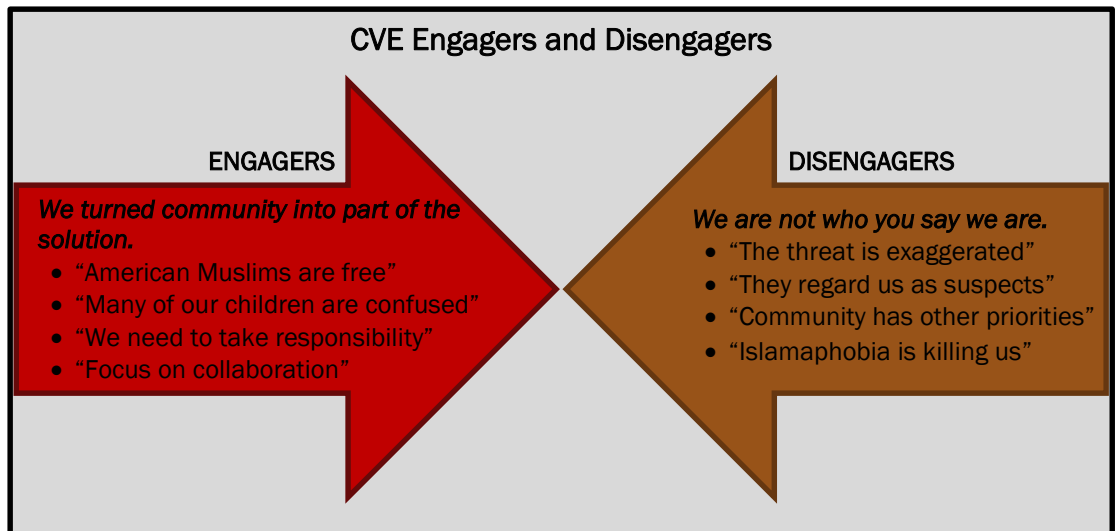 CVE Engagers and Disengagers
ENGAGERS
We turned community into part of the
solution.
• “American Muslims are free”
• “Many of our children are confused”
• “We need to take responsibility”
• “Focus on collaboration”
DISENGAGERS
We are not who you say we are.
• “The threat is exaggerated”
• “They regard us as suspects”
• “Community has other priorities”
• “Islamaphobia is killing us”